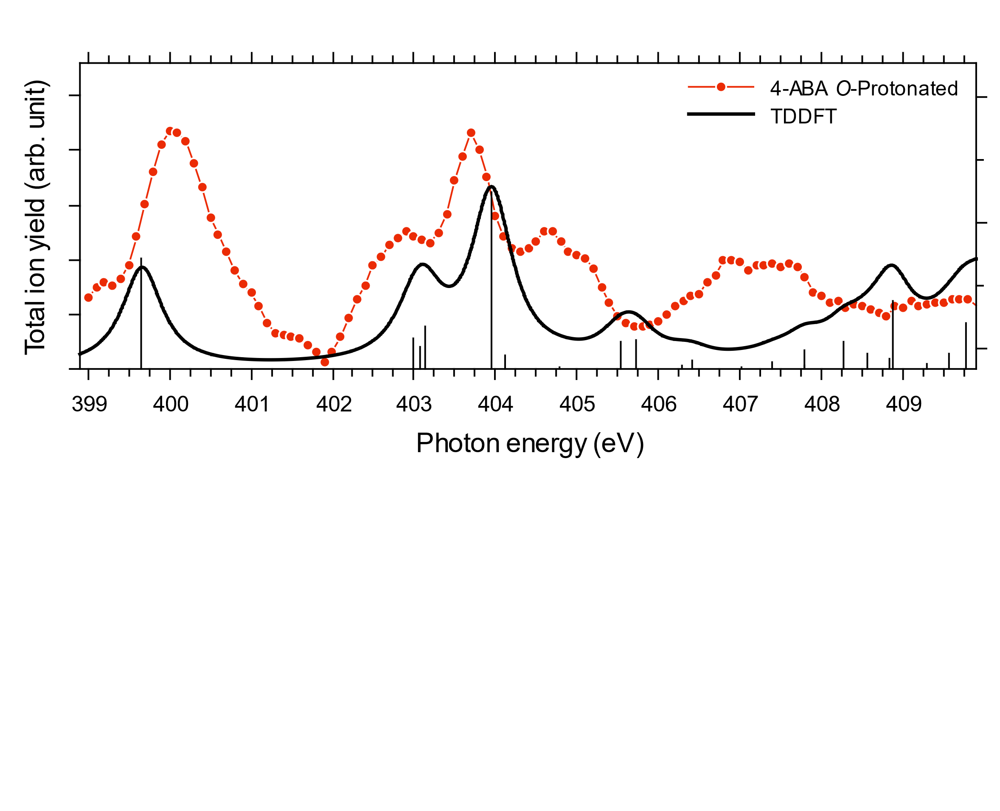 Total ion yield (arb. unit)
4-ABA O-Protonated
TDDFT
399 400 401 402 403 404 405 406 407 408 409
Photon energy (eV)